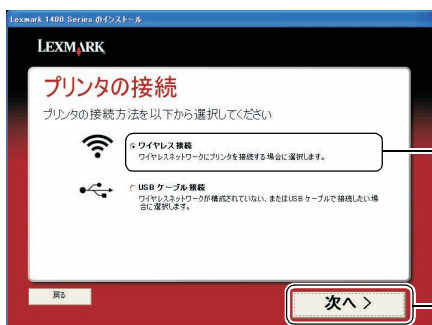 Lexmark 1400 Series のインストール
LEXMARK
プリンタの接続
プリンタの接続方法を以下から選択してください
ワイヤレス接続
ワイヤレスネットワークにプリンタを接続する場合に選択します。
USB ケーブル接続
ワイヤレスネットワークが構成されていない、またはUSB ケーブルで接続したい場
合に選択します。
戻る
次へ >